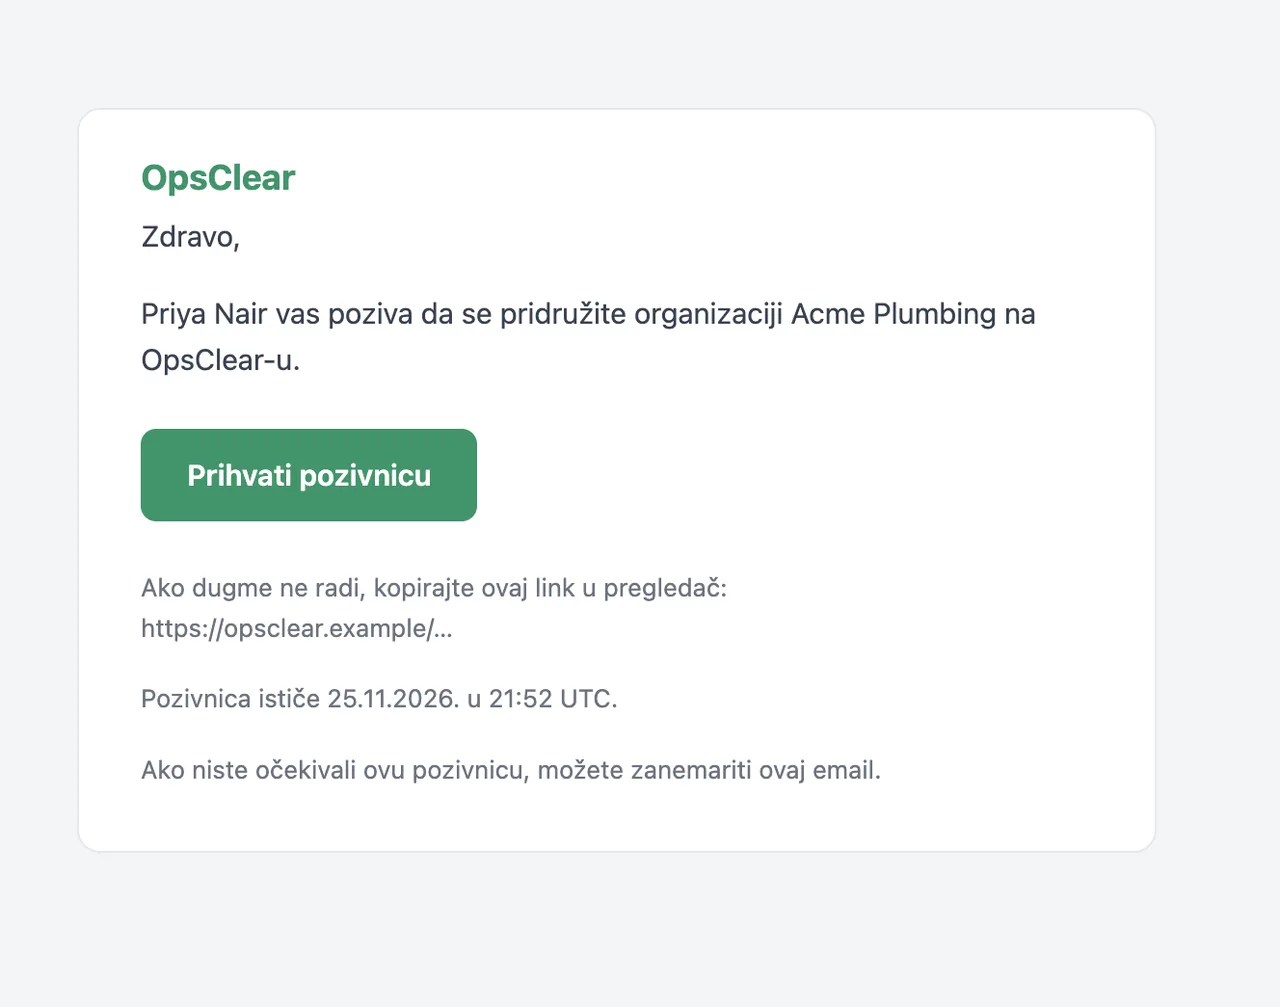 OpsClear
Zdravo,
Priya Nair vas poziva da se pridružite organizaciji Acme Plumbing na
OpsClear-u.
Prihvati pozivnicu
Ako dugme ne radi, kopirajte ovaj link u pregledač:
https://opsclear.example/...
Pozivnica ističe 25.11.2026. u 21:52 UTC.
Ako niste očekivali ovu pozivnicu, možete zanemariti ovaj email.